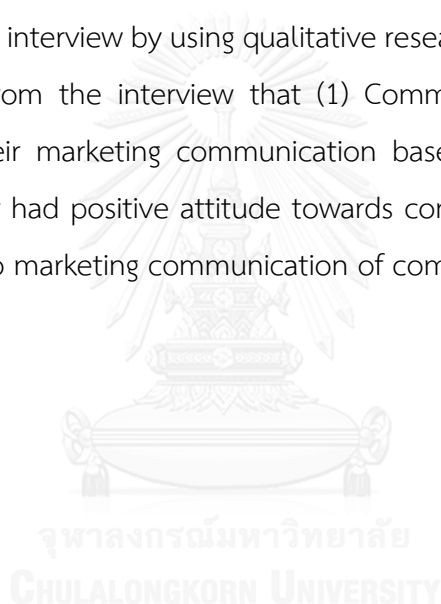 interview by using qualitative resea
om the interview that (1) Comm
eir marketing communication base
had positive attitude towards cor
marketing communication of com
จุฬาลงกรณ์มหาวิทยาลัย
CHULALONGKORN UNIVERSITY